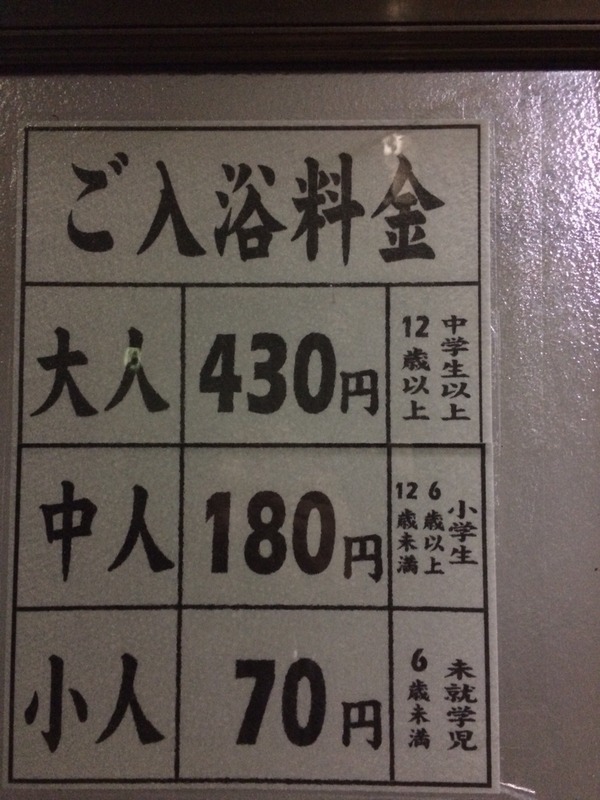 ご入浴料金
大人
430円
中学生以上
12歳以上
中人
180円
小学生
6歳以上
12歳未満
小人
70円
未就学児
6歳未満